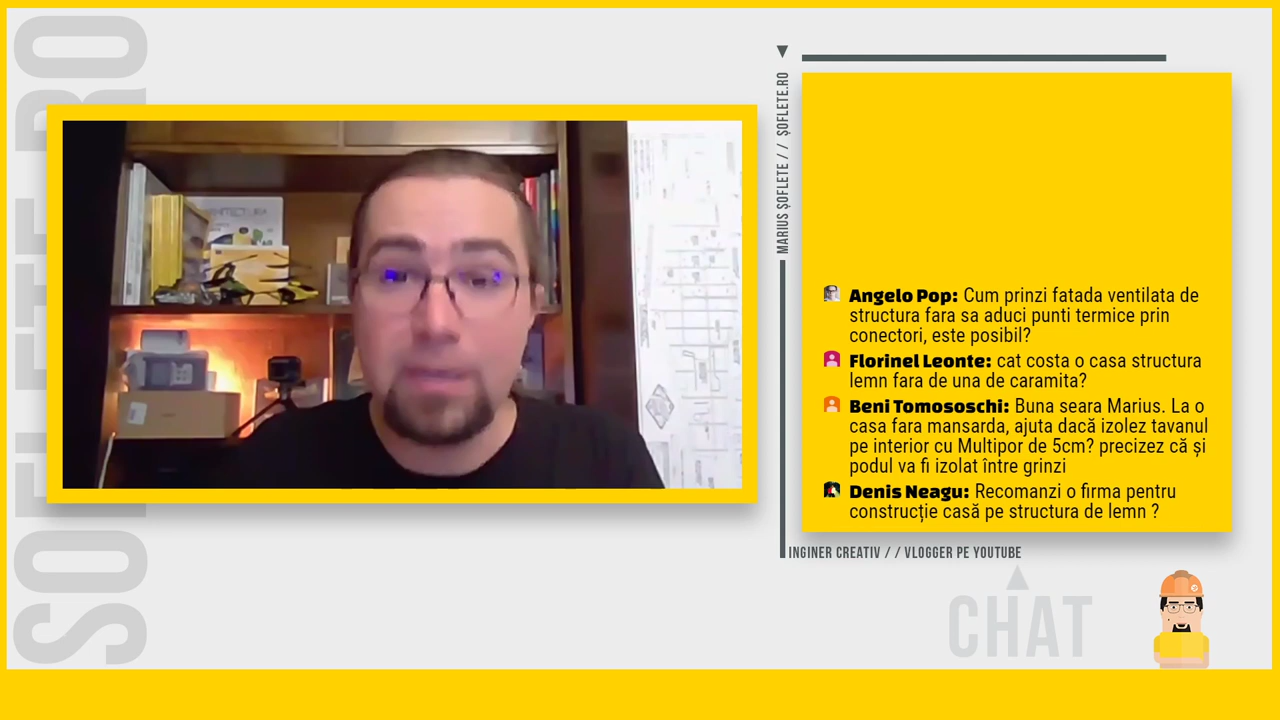 SOFLETE.RO
ARHITECTURA
MARIUS ȘOFLETE // ȘOFLETE.RO
Angelo Pop: Cum prinzi fatada ventilata de
structura fara sa aduci punti termice prin
conectori, este posibil?
Florinel Leonte: cat costa o casa structura
lemn fara de una de caramita?
Beni Tomososchi: Buna seara Marius. La o
casa fara mansarda, ajuta dacă izolez tavanul
pe interior cu Multipor de 5cm? precizez că și
podul va fi izolat între grinzi
Denis Neagu: Recomanzi o firma pentru
construcție casă pe structura de lemn ?
INGINER CREATIV // VLOGGER PE YOUTUBE
CHAT